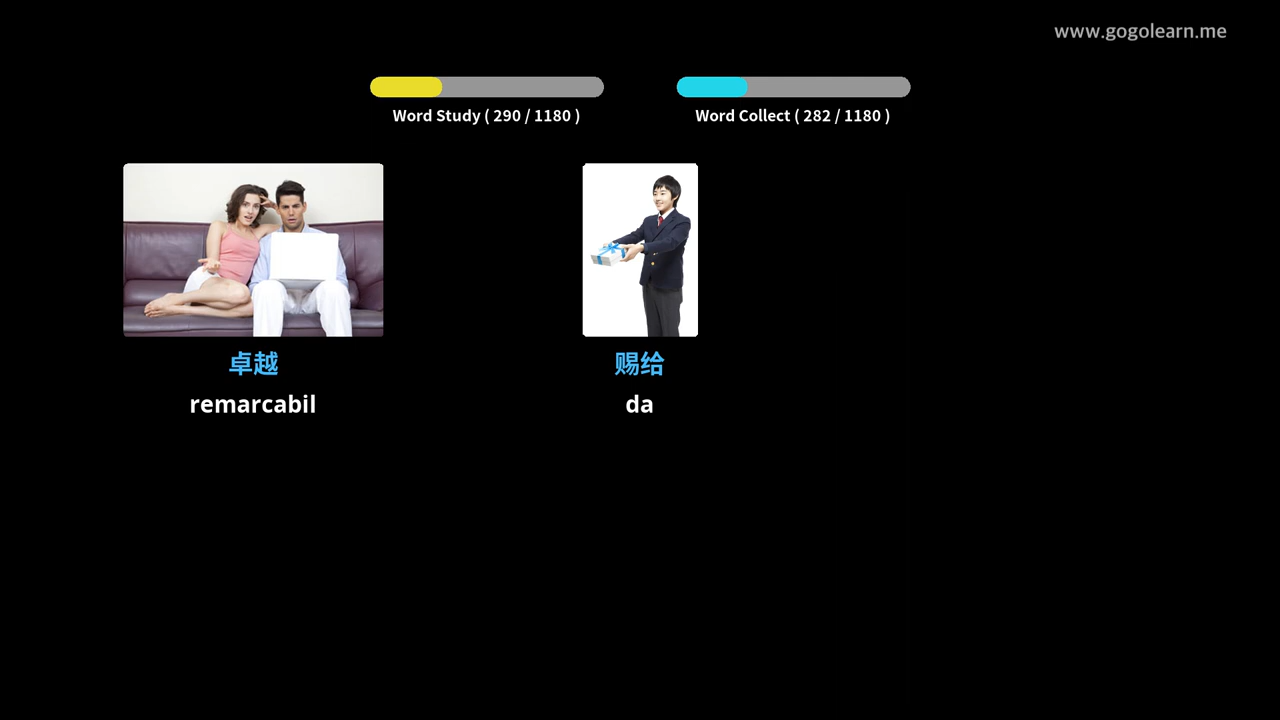 www.gogolearn.me
Word Study ( 290 / 1180 )
Word Collect ( 282 / 1180 )
卓越
remarcabil
赐给
da